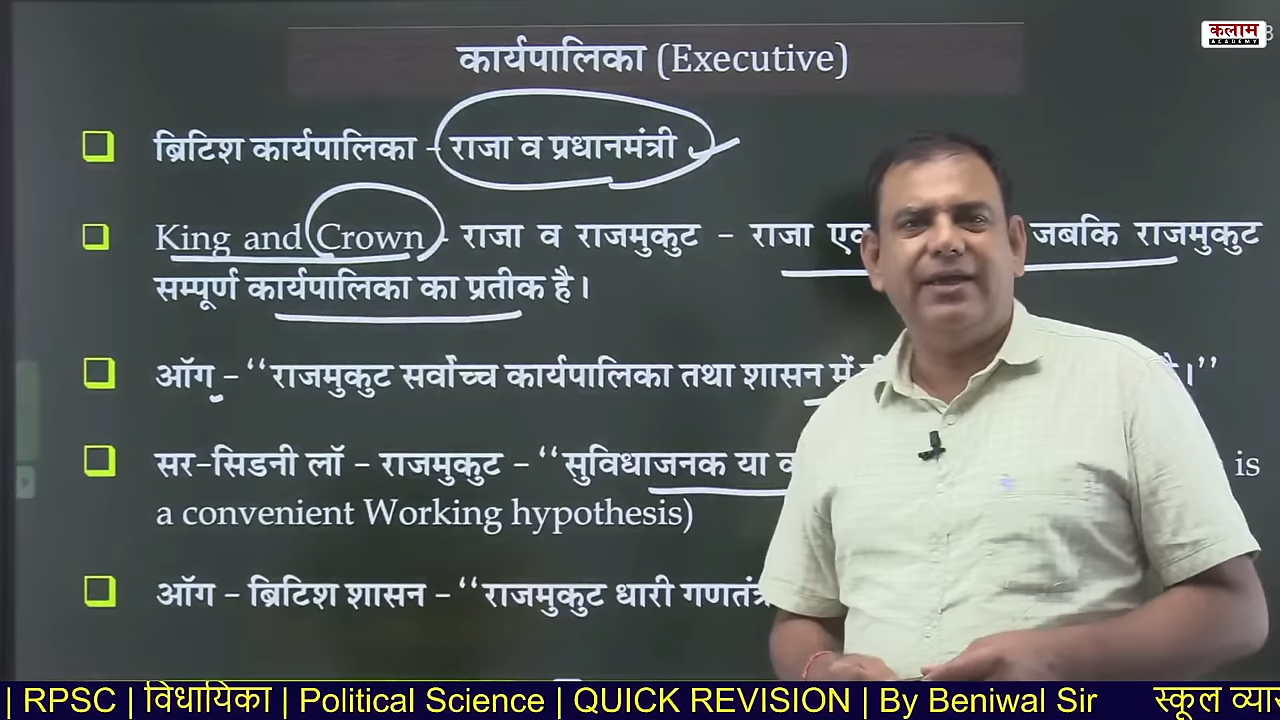 कलाम
ACADEMY
कार्यपालिका (Executive)
ब्रिटिश कार्यपालिका - राजा व प्रधानमंत्री
King and Crown - राजा व राजमुकुट - राजा एक जबकि राजमुकुट
सम्पूर्ण कार्यपालिका का प्रतीक है।
ऑग - ‘‘राजमुकुट सर्वोच्च कार्यपालिका तथा शासन में है।’’
सर-सिडनी लॉ - राजमुकुट - ‘‘सुविधाजनक या is
a convenient Working hypothesis)
ऑग - ब्रिटिश शासन - ‘‘राजमुकुट धारी गणतंत्र
| RPSC | विधायिका | Political Science | QUICK REVISION | By Beniwal Sir स्कूल